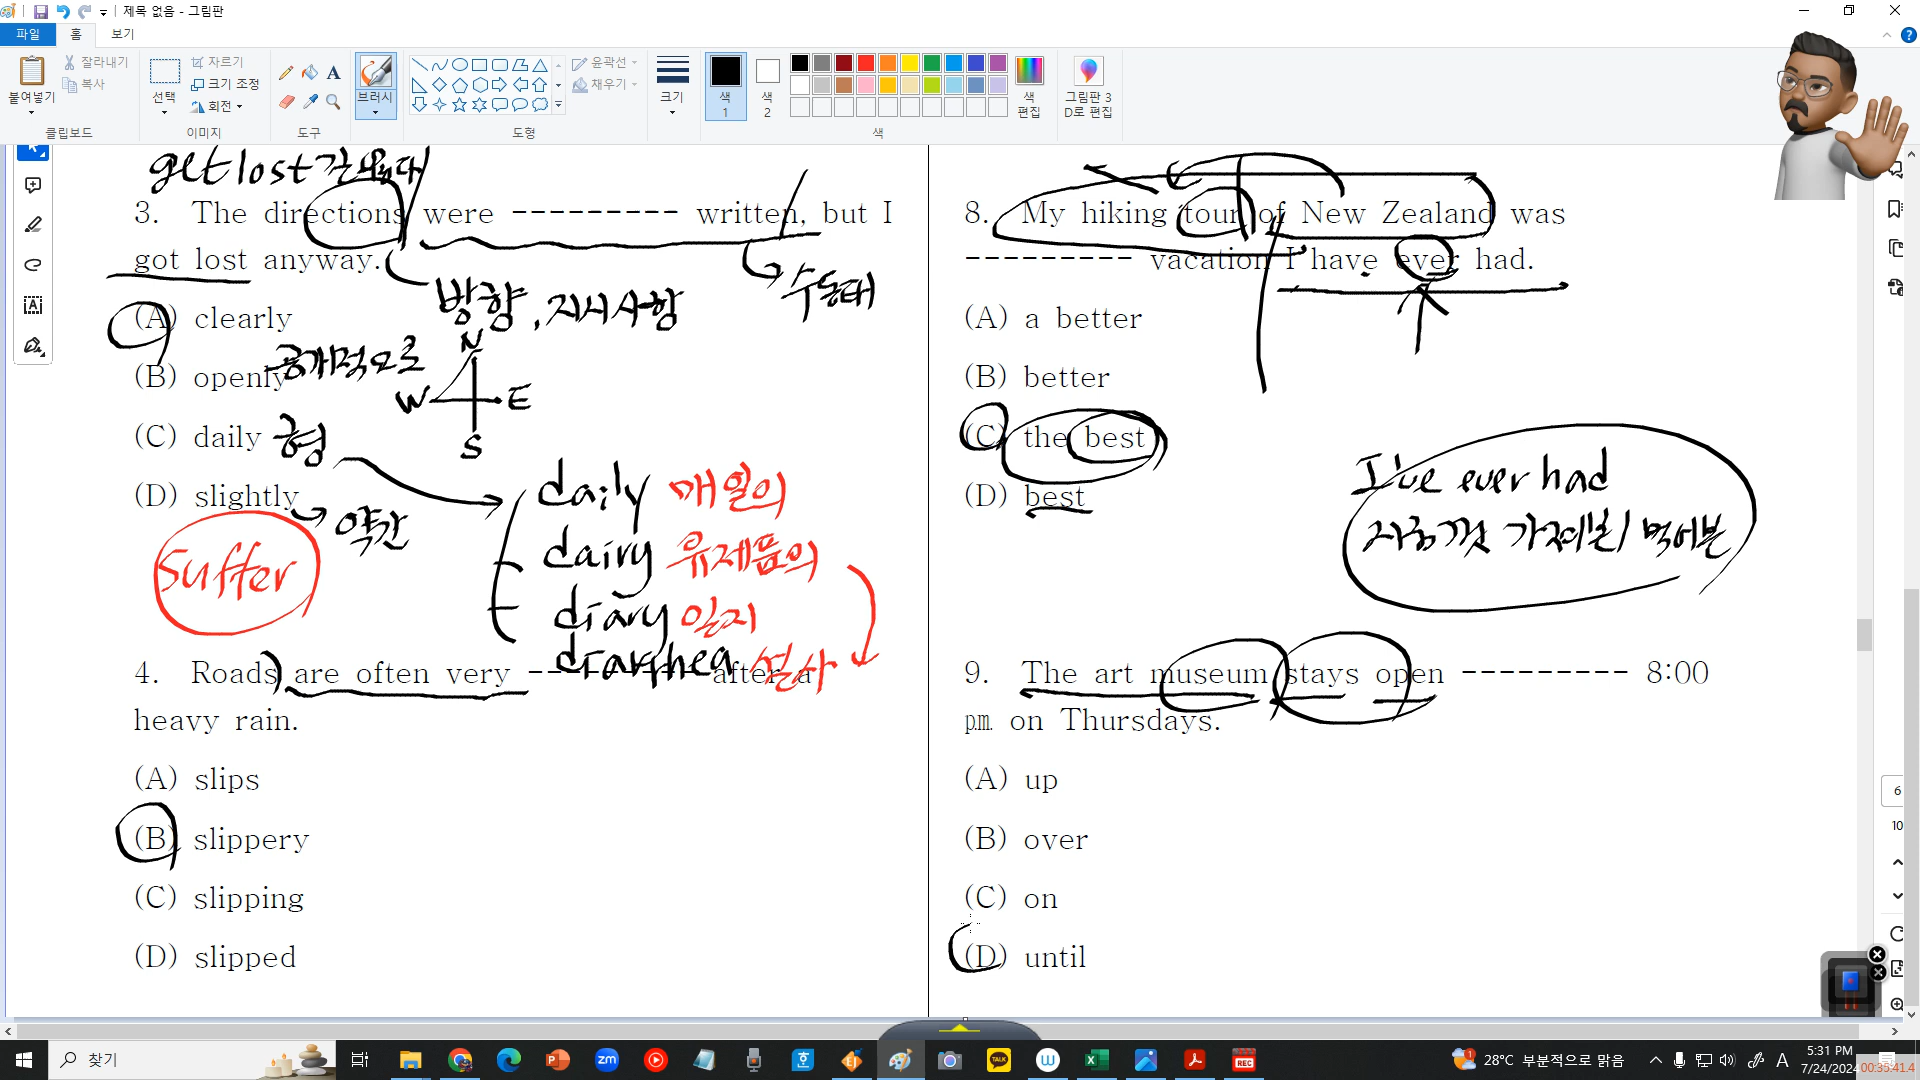 제목 없음 - 그림판
파일 홈 보기
붙여넣기
잘라내기
복사
클립보드
선택
자르기
크기 조정
회전
이미지
A
도구
브러시
윤곽선
채우기
도형
크기
색 1
색 2
색 편집
색
그림판 3D로 편집
get lost 길을잃다
3. The directions were --------- written, but I
got lost anyway.
방향, 지시사항
수동태
(A) clearly
(B) openly 공개적으로
(C) daily 형
(D) slightly 약간
N
W E
S
daily 매일의
dairy 유제품의
diary 일지
diarrhea 설사
suffer
4. Roads are often very --------- after a
heavy rain.
(A) slips
(B) slippery
(C) slipping
(D) slipped
8. My hiking tour of New Zealand was
--------- vacation I have ever had.
(A) a better
(B) better
(C) the best
(D) best
I've ever had
지금껏 가져본 / 먹어본
9. The art museum stays open --------- 8:00
p.m. on Thursdays.
(A) up
(B) over
(C) on
(D) until
6
10
찾기
28°C 부분적으로 맑음
A
5:31 PM
7/24/2024
00:35:41.4